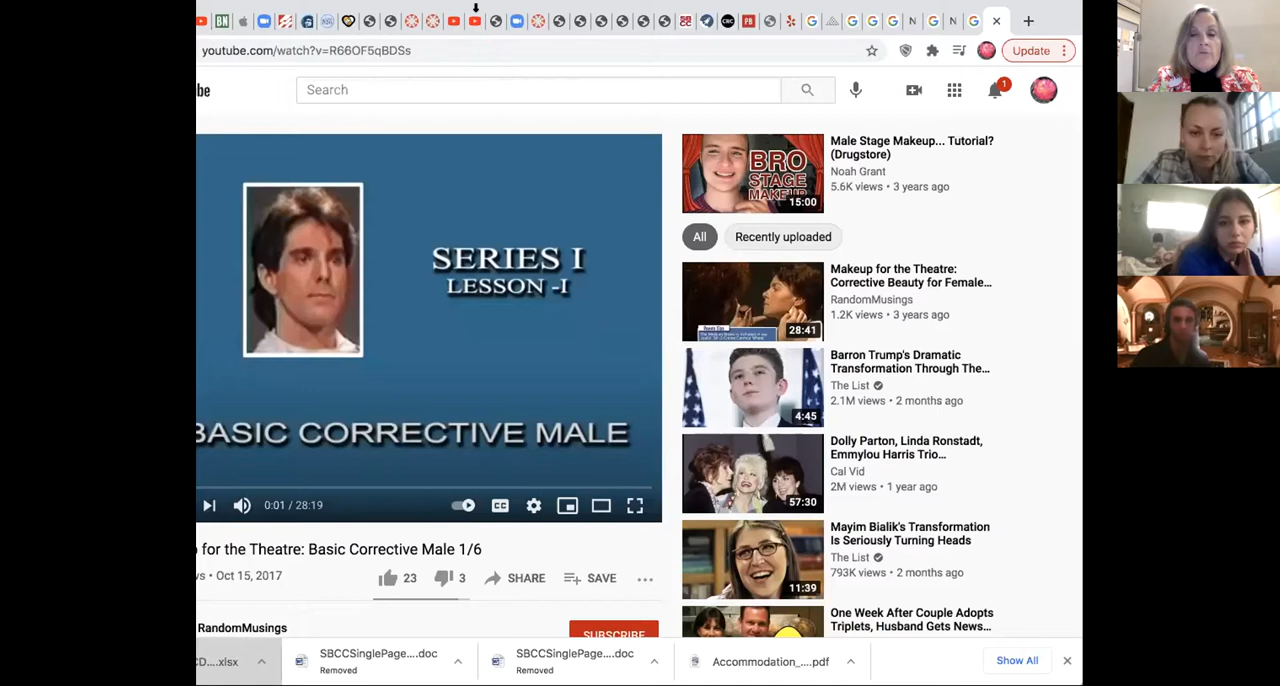 BN
CRC
PB
G
G
G
G
N
G
N
G
youtube.com/watch?v=R66OF5qBDSs
Update
be
Search
1
SERIES I
LESSON -I
BASIC CORRECTIVE MALE
0:01 / 28:19
CC
for the Theatre: Basic Corrective Male 1/6
ws • Oct 15, 2017
23
3
SHARE
SAVE
RandomMusings
SUBSCRIBE
BRO
STAGE
MAKEUP
15:00
Male Stage Makeup... Tutorial?
(Drugstore)
Noah Grant
5.6K views • 3 years ago
All
Recently uploaded
28:41
Makeup for the Theatre:
Corrective Beauty for Female...
RandomMusings
1.2K views • 3 years ago
4:45
Barron Trump's Dramatic
Transformation Through The...
The List
2.1M views • 2 months ago
57:30
Dolly Parton, Linda Ronstadt,
Emmylou Harris Trio...
Cal Vid
2M views • 1 year ago
11:39
Mayim Bialik's Transformation
Is Seriously Turning Heads
The List
793K views • 2 months ago
One Week After Couple Adopts
Triplets, Husband Gets News...
CD....xlsx
SBCCSinglePage....doc
Removed
SBCCSinglePage....doc
Removed
Accommodation_....pdf
Show All